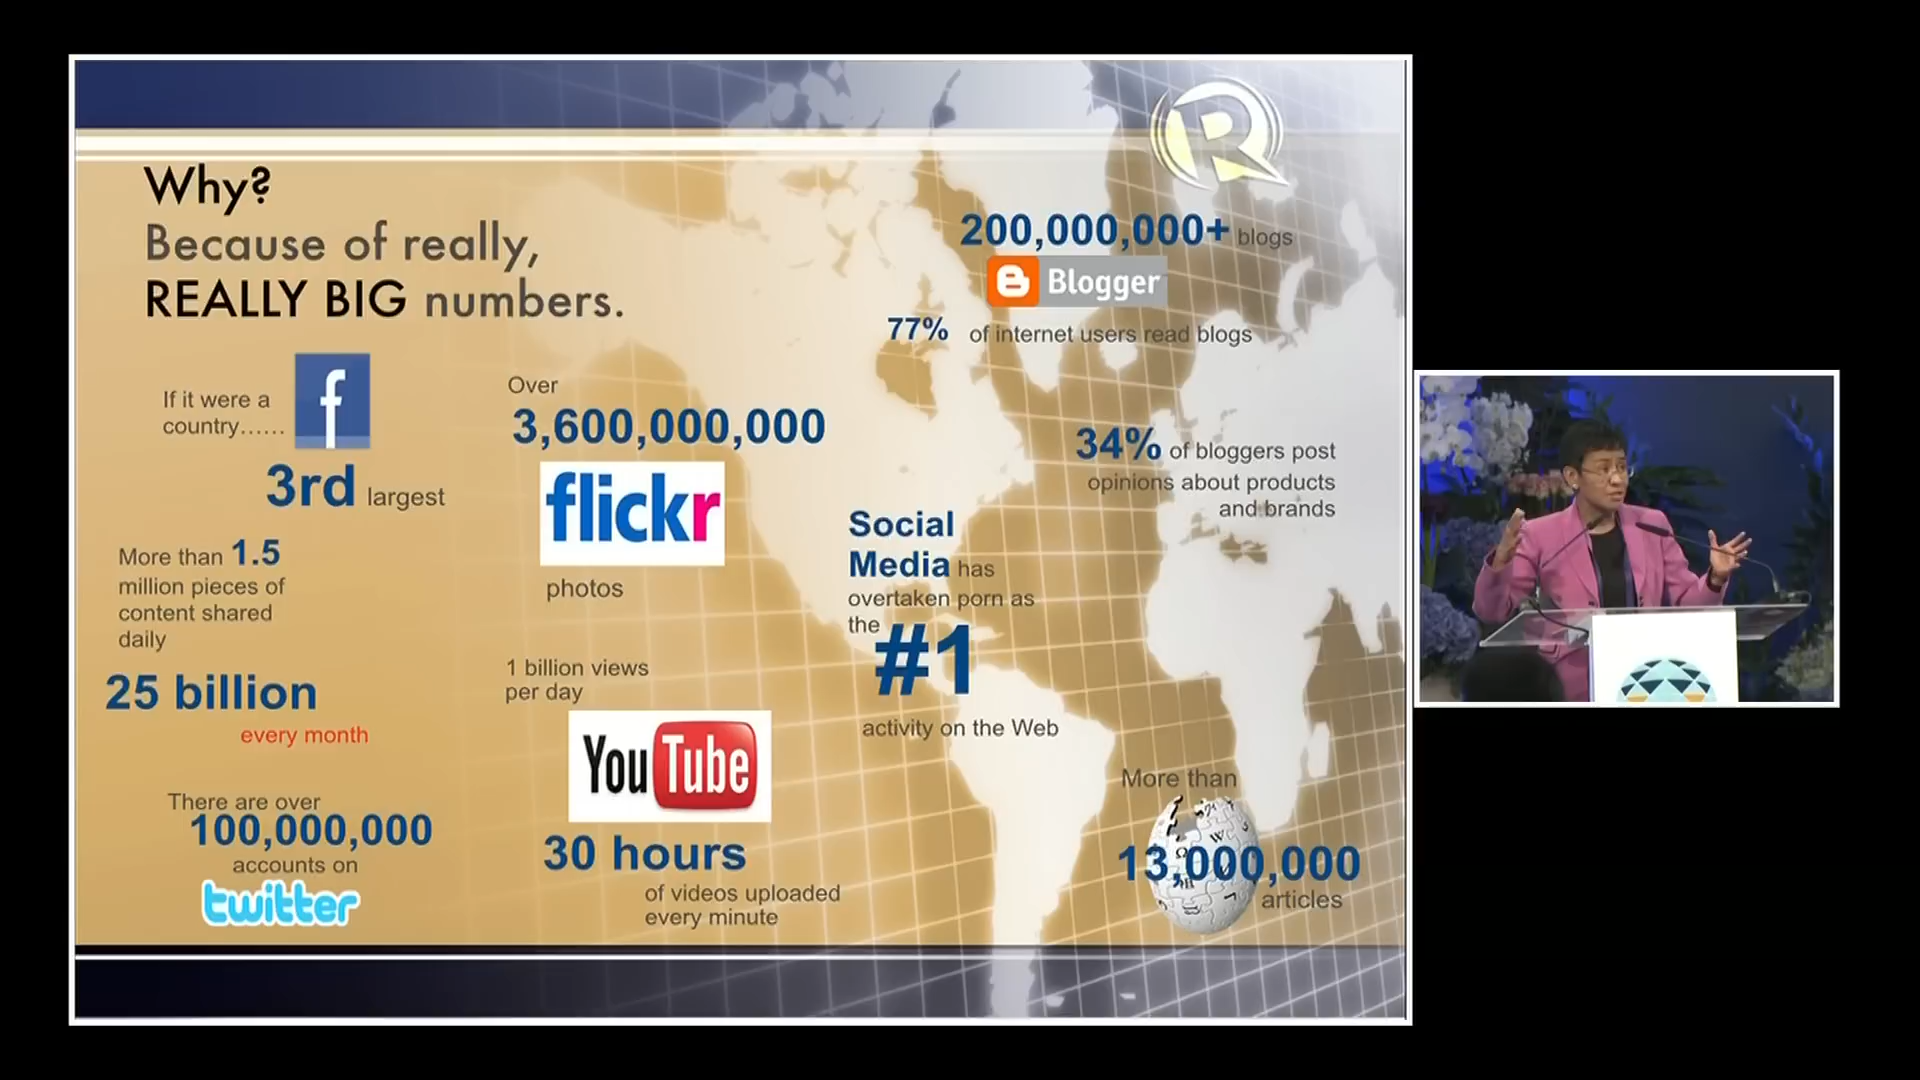 R
Why?
Because of really,
REALLY BIG numbers.
If it were a
country......
f
3rd largest
More than 1.5
million pieces of
content shared
daily
25 billion
every month
There are over
100,000,000
accounts on
twitter
Over
3,600,000,000
flickr
photos
1 billion views
per day
YouTube
30 hours
of videos uploaded
every minute
200,000,000+ blogs
Blogger
77% of internet users read blogs
34% of bloggers post
opinions about products
and brands
Social
Media has
overtaken porn as
the #1
activity on the Web
More than
13,000,000
articles